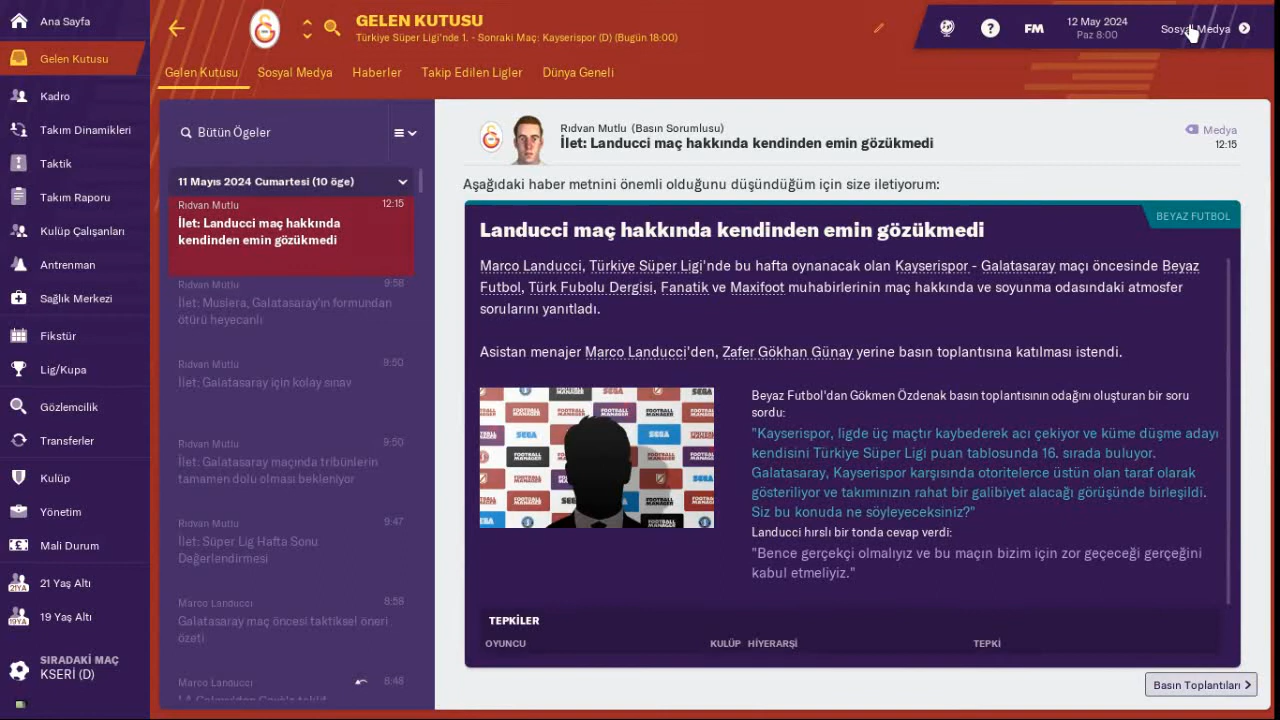 Ana Sayfa
Gelen Kutusu
Kadro
Takım Dinamikleri
Taktik
Takım Raporu
Kulüp Çalışanları
Antrenman
Sağlık Merkezi
Fikstür
Lig/Kupa
Gözlemcilik
Transferler
Kulüp
Yönetim
Mali Durum
21 Yaş Altı
19 Yaş Altı
SIRADAKİ MAÇ
KSERİ (D)
GELEN KUTUSU
Türkiye Süper Ligi'nde 1. - Sonraki Maç: Kayserispor (D) (Bugün 18:00)
FM
12 May 2024
Paz 8:00
Sosyal Medya
Gelen Kutusu
Sosyal Medya
Haberler
Takip Edilen Ligler
Dünya Geneli
Bütün Ögeler
11 Mayıs 2024 Cumartesi (10 öge)
Rıdvan Mutlu 12:15
İlet: Landucci maç hakkında
kendinden emin gözükmedi
Rıdvan Mutlu 9:58
İlet: Muslera, Galatasaray'ın formundan
ötürü heyecanlı
Rıdvan Mutlu 9:50
İlet: Galatasaray için kolay sınav
Rıdvan Mutlu 9:50
İlet: Galatasaray maçında tribünlerin
tamamen dolu olması bekleniyor
Rıdvan Mutlu 9:47
İlet: Süper Lig Hafta Sonu
Değerlendirmesi
Marco Landucci 8:58
Galatasaray maç öncesi taktiksel öneri
özeti
Marco Landucci 8:48
Rıdvan Mutlu (Basın Sorumlusu)
İlet: Landucci maç hakkında kendinden emin gözükmedi
Medya
12:15
Aşağıdaki haber metnini önemli olduğunu düşündüğüm için size iletiyorum:
BEYAZ FUTBOL
Landucci maç hakkında kendinden emin gözükmedi
Marco Landucci, Türkiye Süper Ligi'nde bu hafta oynanacak olan Kayserispor - Galatasaray maçı öncesinde Beyaz
Futbol, Türk Fubolu Dergisi, Fanatik ve Maxifoot muhabirlerinin maç hakkında ve soyunma odasındaki atmosfer
sorularını yanıtladı.
Asistan menajer Marco Landucci'den, Zafer Gökhan Günay yerine basın toplantısına katılması istendi.
Beyaz Futbol'dan Gökmen Özdenak basın toplantısının odağını oluşturan bir soru
sordu:
"Kayserispor, ligde üç maçtır kaybederek acı çekiyor ve küme düşme adayı
kendisini Türkiye Süper Ligi puan tablosunda 16. sırada buluyor.
Galatasaray, Kayserispor karşısında otoritelerce üstün olan taraf olarak
gösteriliyor ve takımınızın rahat bir galibiyet alacağı görüşünde birleşildi.
Siz bu konuda ne söyleyeceksiniz?"
Landucci hırslı bir tonda cevap verdi:
"Bence gerçekçi olmalıyız ve bu maçın bizim için zor geçeceği gerçeğini
kabul etmeliyiz."
TEPKİLER
OYUNCU KULÜP HİYERARŞİ TEPKİ
Basın Toplantıları